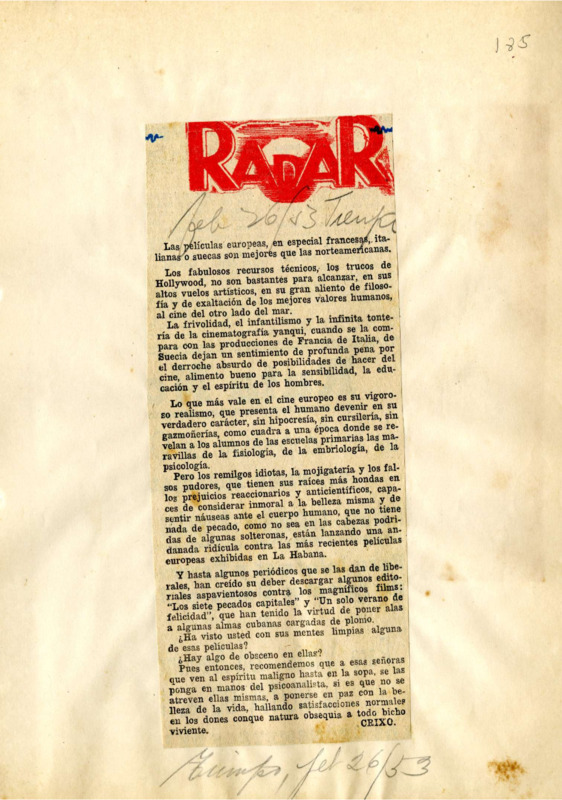 185
RADAR
feb 26/53 Tiempo
Las películas europeas, en especial francesas, ita-
lianas o suecas son mejores que las norteamericanas.
Los fabulosos recursos técnicos, los trucos de
Hollywood, no son bastantes para alcanzar, en sus
altos vuelos artísticos, en su gran aliento de filoso-
fía y de exaltación de los mejores valores humanos,
al cine del otro lado del mar.
La frivolidad, el infantilismo y la infinita tonte-
ría de la cinematografía yanqui, cuando se la com-
para con las producciones de Francia de Italia, de
Suecia dejan un sentimiento de profunda pena por
el derroche absurdo de posibilidades de hacer del
cine, alimento bueno para la sensibilidad, la edu-
cación y el espíritu de los hombres.
Lo que más vale en el cine europeo es su vigoro-
so realismo, que presenta el humano devenir en su
verdadero carácter, sin hipocresía, sin cursilería, sin
gazmoñerías, como cuadra a una época donde se re-
velan a los alumnos de las escuelas primarias las ma-
ravillas de la fisiología, de la embriología, de la
psicología.
Pero los remilgos idiotas, la mojigatería y los fal-
sos pudores, que tienen sus raíces más hondas en
los prejuicios reaccionarios y anticientíficos, capa-
ces de considerar inmoral a la belleza misma y de
sentir náuseas ante el cuerpo humano, que no tiene
nada de pecado, como no sea en las cabezas podri-
das de algunas solteronas, están lanzando una an-
danada ridícula contra las más recientes películas
europeas exhibidas en La Habana.
Y hasta algunos periódicos que se las dan de libe-
rales, han creído su deber descargar algunos edito-
riales aspavientosos contra los magníficos films:
"Los siete pecados capitales" y "Un solo verano de
felicidad", que han tenido la virtud de poner alas
a algunas almas cubanas cargadas de plomo.
¿Ha visto usted con sus mentes limpias alguna
de esas películas?
¿Hay algo de obsceno en ellas?
Pues entonces, recomendemos que a esas señoras
que ven al espíritu maligno hasta en la sopa, se las
ponga en manos del psicoanalista, si es que no se
atreven ellas mismas, a ponerse en paz con la be-
lleza de la vida, hallando satisfacciones normales
en los dones conque natura obsequia a todo bicho
viviente. CRIXO.
Tiempo, feb 26/53